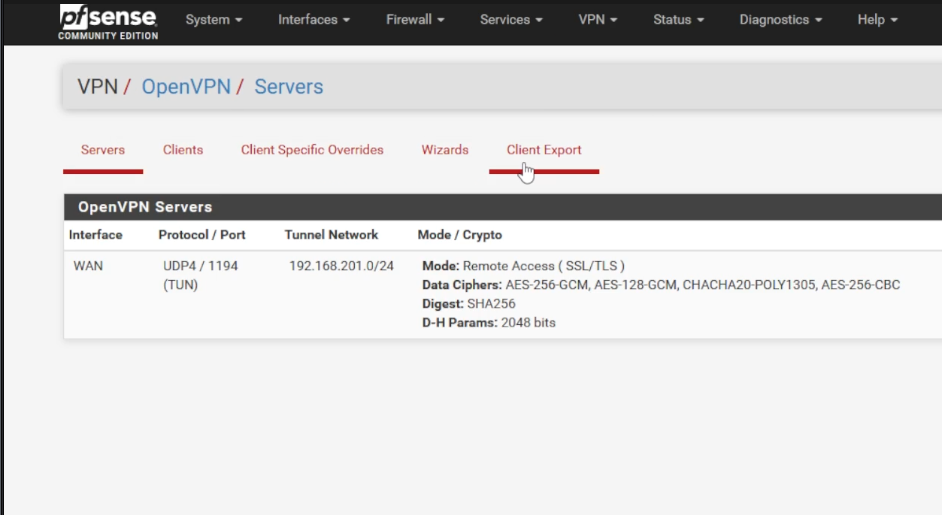 pfsense
COMMUNITY EDITION
System Interfaces Firewall Services VPN Status Diagnostics Help
VPN / OpenVPN / Servers
Servers Clients Client Specific Overrides Wizards Client Export
OpenVPN Servers
Interface Protocol / Port Tunnel Network Mode / Crypto
WAN UDP4 / 1194 192.168.201.0/24 Mode: Remote Access ( SSL/TLS )
(TUN) Data Ciphers: AES-256-GCM, AES-128-GCM, CHACHA20-POLY1305, AES-256-CBC
Digest: SHA256
D-H Params: 2048 bits